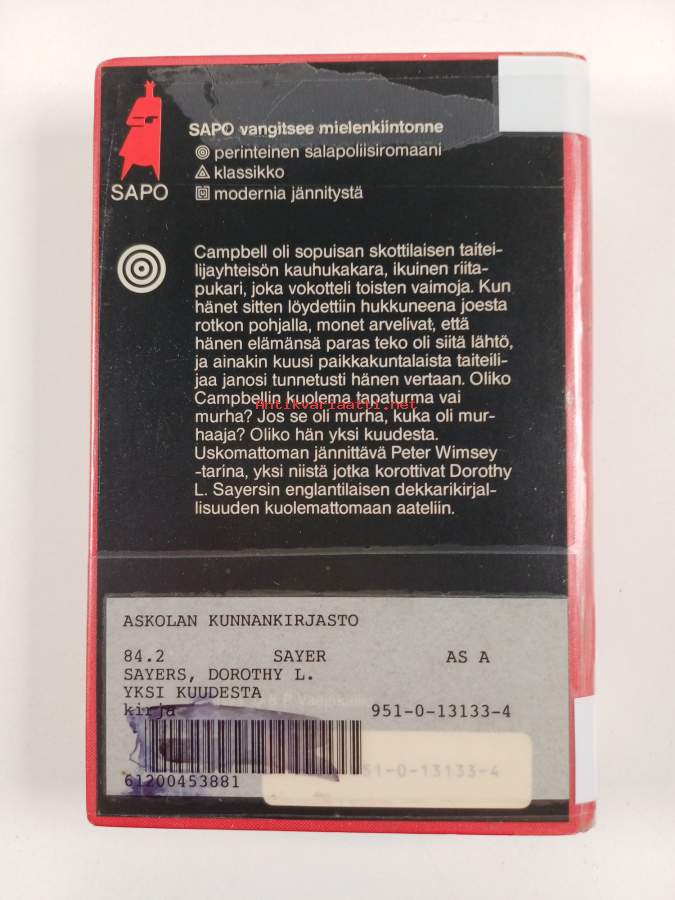 SAPO vangitsee mielenkiintonne
perinteinen salapoliisiromaani
klassikko
modernia jännitystä
SAPO
Campbell oli sopuisan skottilaisen taitei-
lijayhteisön kauhukakara, ikuinen riita-
pukari, joka vokotteli toisten vaimoja. Kun
hänet sitten löydettiin hukkuneena joesta
rotkon pohjalla, monet arvelivat, että
hänen elämänsä paras teko oli siitä lähtö,
ja ainakin kuusi paikkakuntalaista taiteili-
jaa janosi tunnetusti hänen vertaan. Oliko
Campbellin kuolema tapaturma vai
Antikvariaatti.net
murha? Jos se oli murha, kuka oli mur-
haaja? Oliko hän yksi kuudesta.
Uskomattoman jännittävä Peter Wimsey
-tarina, yksi niistä jotka korottivat Dorothy
L. Sayersin englantilaisen dekkarikirjal-
lisuuden kuolemattomaan aateliin.
ASKOLAN KUNNANKIRJASTO
84.2 SAYER AS A
SAYERS, DOROTHY L.
YKSI KUUDESTA
kirja 951-0-13133-4
51-0-13133-4
61200453881